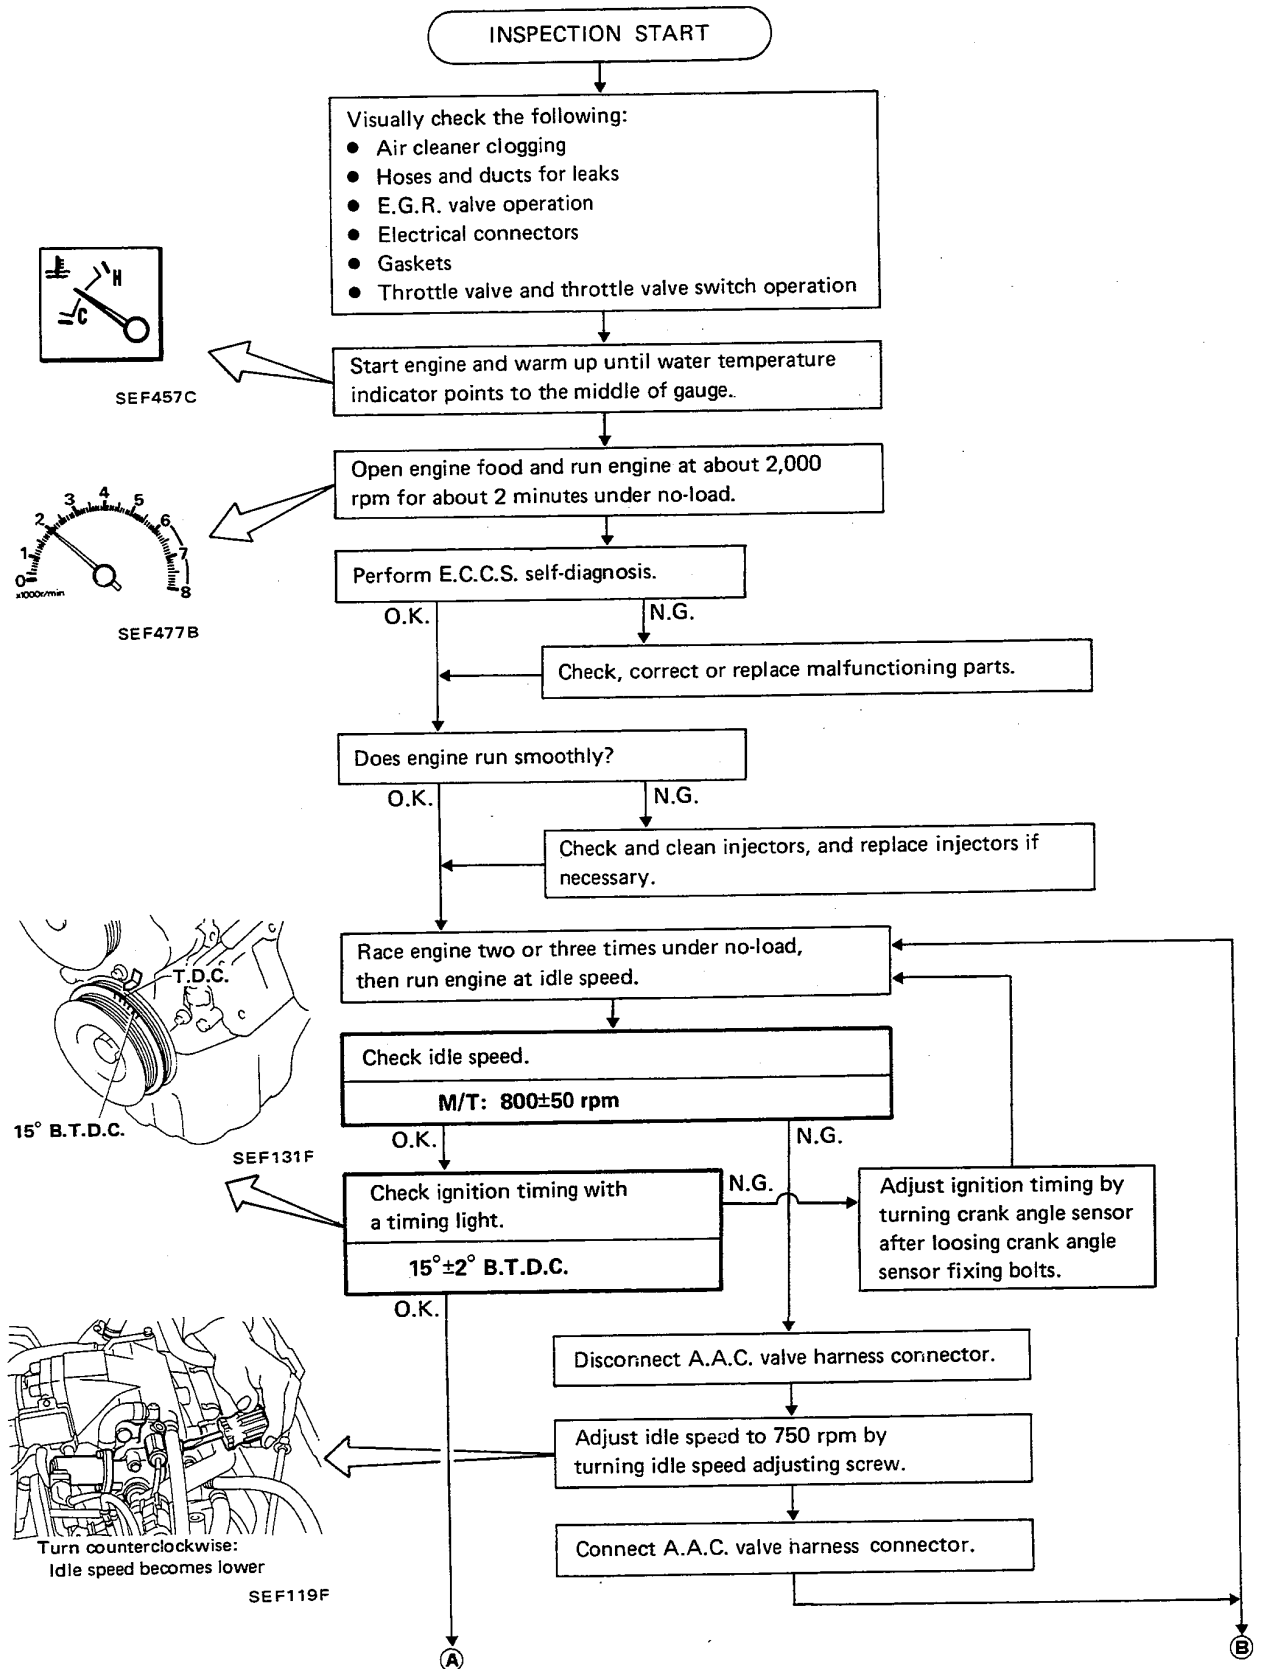 INSPECTION START
Visually check the following:
● Air cleaner clogging
● Hoses and ducts for leaks
● E.G.R. valve operation
● Electrical connectors
● Gaskets
● Throttle valve and throttle valve switch operation
H
C
SEF457C
Start engine and warm up until water temperature
indicator points to the middle of gauge.
Open engine food and run engine at about 2,000
rpm for about 2 minutes under no-load.
0
1
2
3
4
5
6
7
8
x1000r/min
SEF477B
Perform E.C.C.S. self-diagnosis.
O.K.
N.G.
Check, correct or replace malfunctioning parts.
Does engine run smoothly?
O.K.
N.G.
Check and clean injectors, and replace injectors if
necessary.
Race engine two or three times under no-load,
then run engine at idle speed.
T.D.C.
15° B.T.D.C.
SEF131F
Check idle speed.
M/T: 800±50 rpm
O.K.
N.G.
Check ignition timing with
a timing light.
15°±2° B.T.D.C.
N.G.
Adjust ignition timing by
turning crank angle sensor
after loosing crank angle
sensor fixing bolts.
O.K.
Disconnect A.A.C. valve harness connector.
Adjust idle speed to 750 rpm by
turning idle speed adjusting screw.
Connect A.A.C. valve harness connector.
Turn counterclockwise:
Idle speed becomes lower
SEF119F
A
B